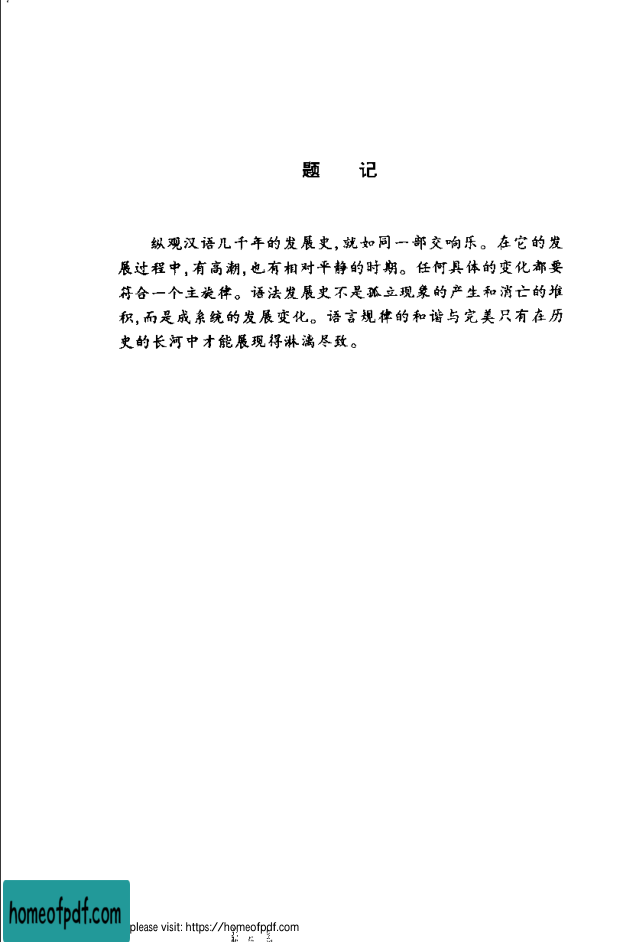 题 记
纵观汉语几千年的发展史,就如同一部交响乐。在它的发
展过程中,有高潮,也有相对平静的时期。任何具体的变化都要
符合一个主旋律。语法发展史不是孤立现象的产生和消亡的堆
积,而是成系统的发展变化。语言规律的和谐与完美只有在历
史的长河中才能展现得淋漓尽致。
homeofpdf.com
please visit: https://homeofpdf.com